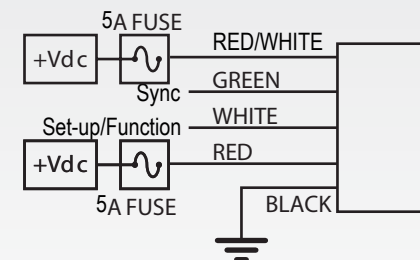 5A FUSE
+Vdc
RED/WHITE
Sync
GREEN
Set-up/Function
WHITE
+Vdc
RED
5A FUSE
BLACK